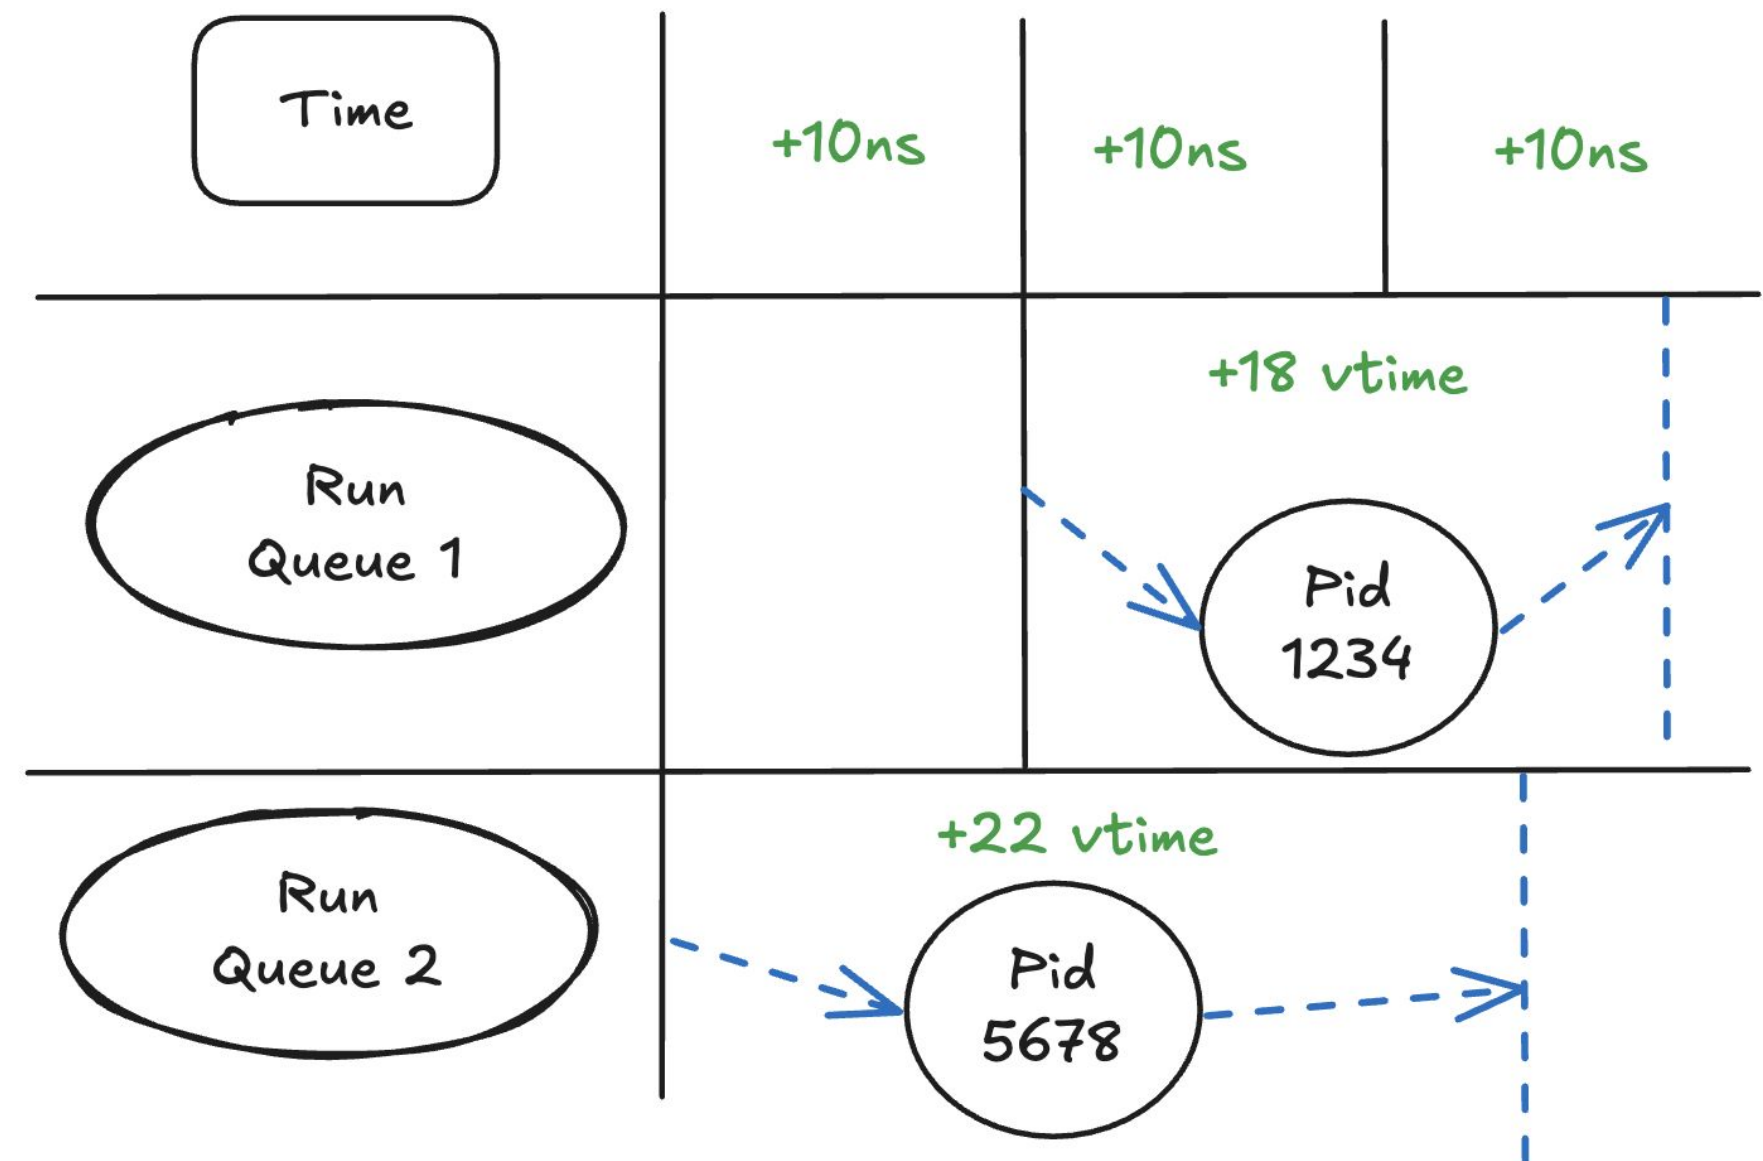 Time
+10ns
+10ns
+10ns
+18 vtime
Run
Queue 1
Pid
1234
+22 vtime
Run
Queue 2
Pid
5678